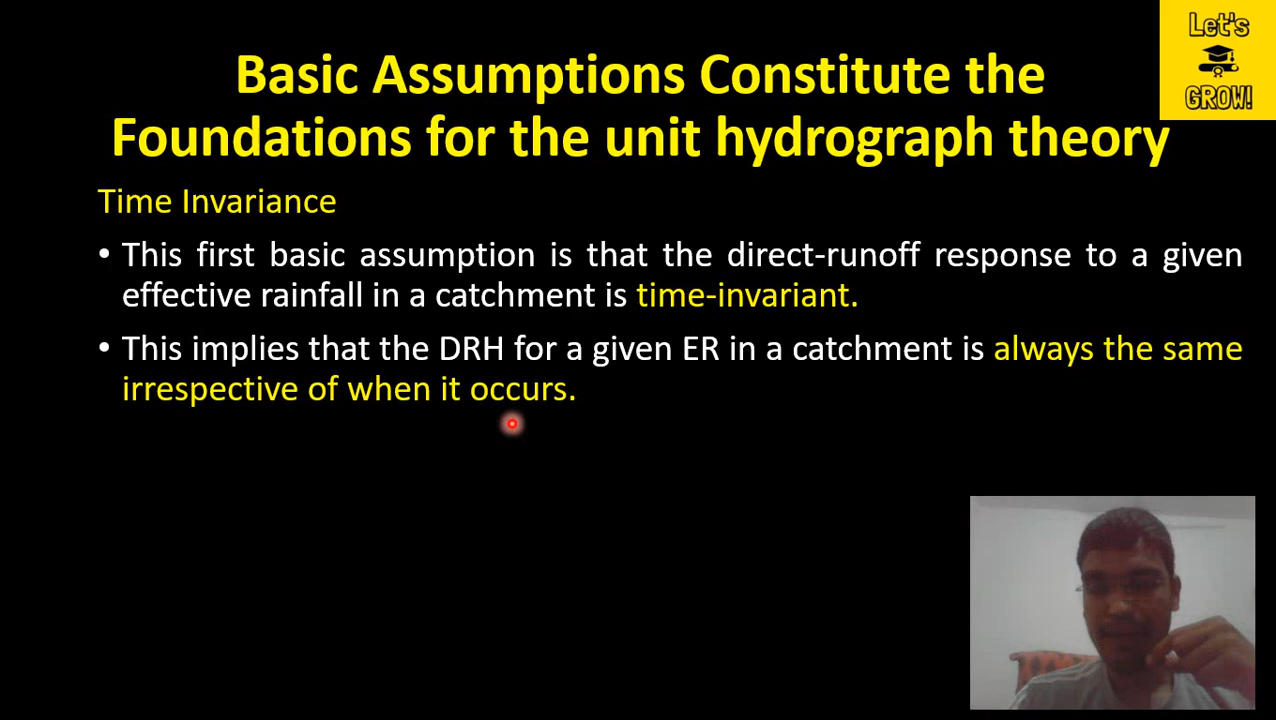 Let's
GROW!
Basic Assumptions Constitute the
Foundations for the unit hydrograph theory
Time Invariance
• This first basic assumption is that the direct-runoff response to a given
effective rainfall in a catchment is time-invariant.
• This implies that the DRH for a given ER in a catchment is always the same
irrespective of when it occurs.